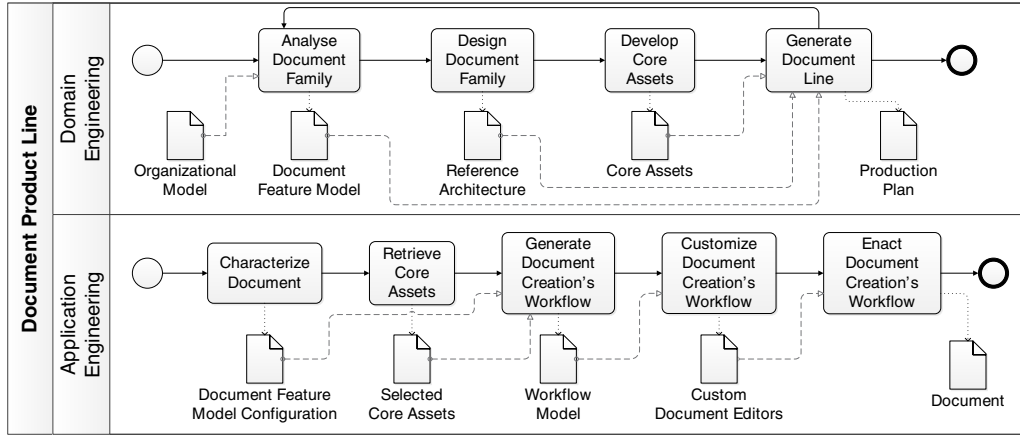 Document Product Line
Domain
Engineering
Analyse
Document
Family
Design
Document
Family
Develop
Core
Assets
Generate
Document
Line
Organizational
Model
Document
Feature Model
Reference
Architecture
Core Assets
Production
Plan
Application
Engineering
Characterize
Document
Retrieve
Core
Assets
Generate
Document
Creation's
Workflow
Customize
Document
Creation's
Workflow
Enact
Document
Creation's
Workflow
Document Feature
Model Configuration
Selected
Core Assets
Workflow
Model
Custom
Document Editors
Document